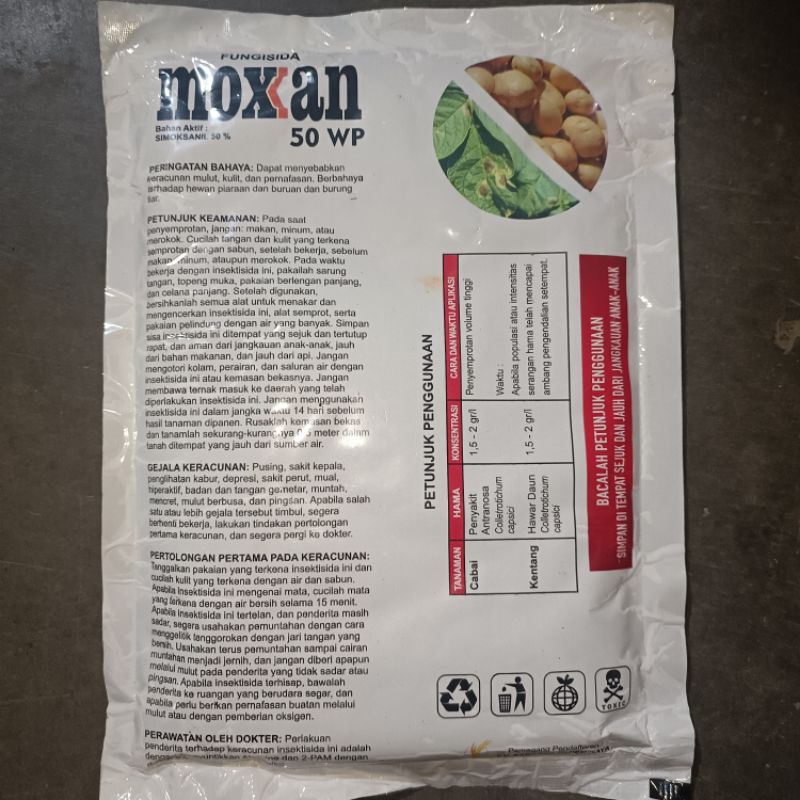 FUNGISIDA
moxxan
Bahan Aktif :
SIMOKSANIL 50 %
50 WP
PERINGATAN BAHAYA: Dapat menyebabkan
keracunan mulut, kulit, dan pernafasan. Berbahaya
terhadap hewan piaraan dan buruan dan burung
liar.
PETUNJUK KEAMANAN: Pada saat
penyemprotan, jangan: makan, minum, atau
merokok. Cucilah tangan dan kulit yang terkena
semprotan dengan sabun, setelah bekerja, sebelum
makan, minum, ataupun merokok. Pada waktu
bekerja dengan insektisida ini, pakailah sarung
tangan, topeng muka, pakaian berlengan panjang,
dan celana panjang. Setelah digunakan,
bersihkanlah semua alat untuk menakar dan
mengencerkan insektisida ini, alat semprot, serta
pakaian pelindung dengan air yang banyak. Simpan
sisa insektisida ini ditempat yang sejuk dan tertutup
rapat, dan aman dari jangkauan anak-anak, jauh
dari bahan makanan, dan jauh dari api. Jangan
mengotori kolam, perairan, dan saluran air dengan
insektisida ini atau kemasan bekasnya. Jangan
membawa ternak masuk ke daerah yang telah
diperlakukan insektisida ini. Jangan menggunakan
insektisida ini dalam jangka waktu 14 hari sebelum
hasil tanaman dipanen. Rusaklah kemasan bekas
dan tanamlah sekurang-kurangnya 0,5 meter dalam
tanah ditempat yang jauh dari sumber air.
GEJALA KERACUNAN: Pusing, sakit kepala,
penglihatan kabur, depresi, sakit perut, mual,
hiperaktif, badan dan tangan gemetar, muntah,
mencret, mulut berbusa, dan pingsan. Apabila salah
satu atau lebih gejala tersebut timbul, segera
berhenti bekerja, lakukan tindakan pertolongan
pertama keracunan, dan segera pergi ke dokter.
PERTOLONGAN PERTAMA PADA KERACUNAN:
Tanggalkan pakaian yang terkena insektisida ini dan
cucilah kulit yang terkena dengan air dan sabun.
Apabila Insektisida ini mengenai mata, cucilah mata
yang terkena dengan air bersih selama 15 menit.
Apabila Insektisida ini tertelan, dan penderita masih
sadar, segera usahakan pemuntahan dengan cara
menggelitik tenggorokan dengan jari tangan yang
bersih. Usahakan terus pemuntahan sampai cairan
muntahan menjadi jernih, dan jangan diberi apapun
melalui mulut pada penderita yang tidak sadar atau
pingsan. Apabila insektisida terhisap, bawalah
penderita ke ruangan yang berudara segar, dan
apabila perlu berikan pernafasan buatan melalui
mulut atau dengan pemberian oksigen.
PERAWATAN OLEH DOKTER: Perlakuan
penderita terhadap keracunan insektisida ini adalah
dan 2-PAM dengan
PETUNJUK PENGGUNAAN
TANAMAN HAMA KONSENTRASI CARA DAN WAKTU APLIKASI
Cabai Penyakit 1,5 - 2 gr/l Penyemprotan volume tinggi
Antranosa
Colletrotichum Waktu :
capsici Apabila populasi atau intensitas
Kentang Hawar Daun 1,5 - 2 gr/l serangan hama telah mencapai
Colletrotichum ambang pengendalian setempat.
capsici
BACALAH PETUNJUK PENGGUNAAN
SIMPAN DI TEMPAT SEJUK DAN JAUH DARI JANGKAUAN ANAK-ANAK
TOXIC
Pemegang Pendaftaran